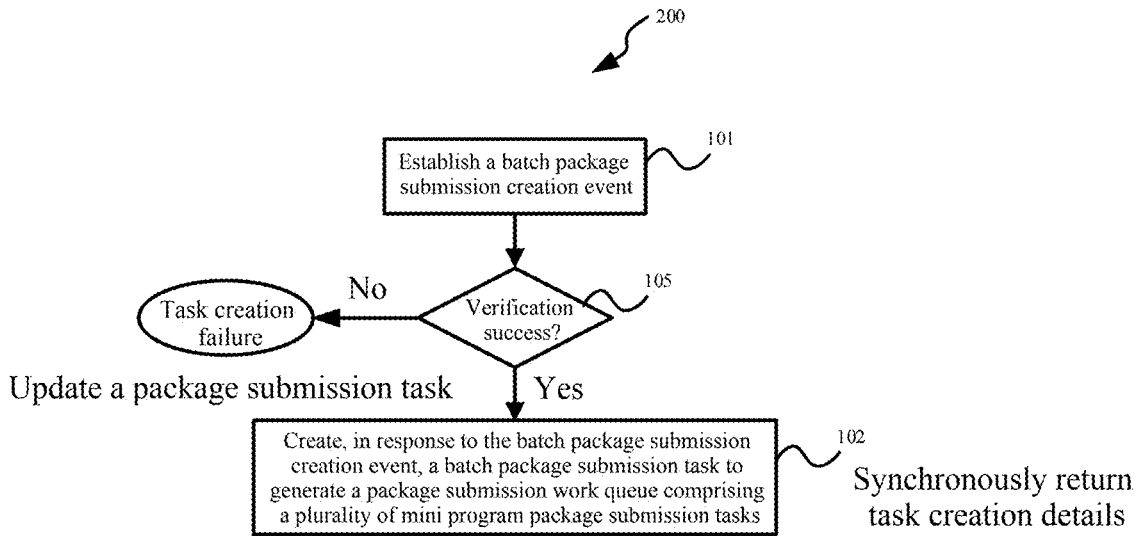 200
101
Establish a batch package
submission creation event
No
105
Verification
success?
Task creation
failure
Update a package submission task
Yes
102
Create, in response to the batch package submission
creation event, a batch package submission task to
generate a package submission work queue comprising
a plurality of mini program package submission tasks
Synchronously return
task creation details